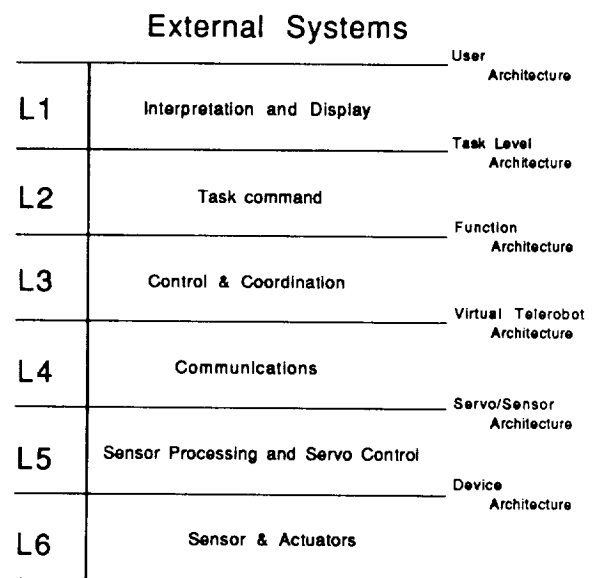 External Systems
User
Architecture
L1 Interpretation and Display
Task Level
Architecture
L2 Task command
Function
Architecture
L3 Control & Coordination
Virtual Telerobot
Architecture
L4 Communications
Servo/Sensor
Architecture
L5 Sensor Processing and Servo Control
Device
Architecture
L6 Sensor & Actuators